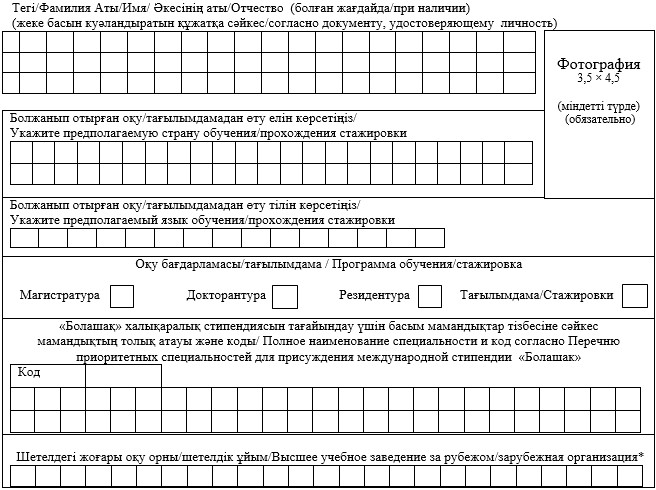 Тегі/Фамилия Аты/Имя/ Әкесінің аты/Отчество (болған жағдайда/при наличии)
(жеке басын куәландыратын құжатқа сәйкес/согласно документу, удостоверяющему личность)
Фотография
3,5 × 4,5
(міндетті түрде)
(обязательно)
Болжанып отырған оқу/тағылымдамадан өту елін көрсетіңіз/
Укажите предполагаемую страну обучения/прохождения стажировки
Болжанып отырған оқу/тағылымдамадан өту тілін көрсетіңіз/
Укажите предполагаемый язык обучения/прохождения стажировки
Оқу бағдарламасы/тағылымдама / Программа обучения/стажировка
Магистратура Докторантура Резидентура Тағылымдама/Стажировки
«Болашақ» халықаралық стипендиясын тағайындау үшін басым мамандықтар тізбесіне сәйкес
мамандықтың толық атауы және коды/ Полное наименование специальности и код согласно Перечню
приоритетных специальностей для присуждения международной стипендии «Болашак»
Код
Шетелдегі жоғары оқу орны/шетелдік ұйым/Высшее учебное заведение за рубежом/зарубежная организация*